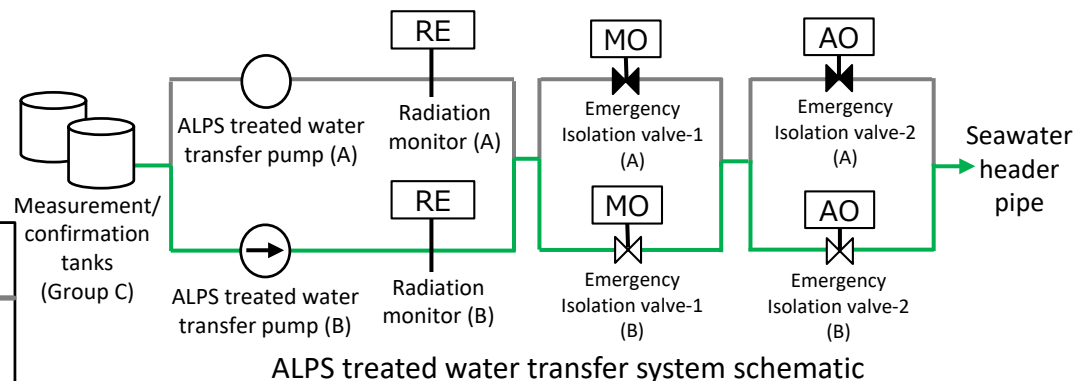 RE
MO
AO
ALPS treated water
transfer pump (A)
Radiation
monitor (A)
Emergency
Isolation valve-1
(A)
Emergency
Isolation valve-2
(A)
Seawater
header
pipe
Measurement/
confirmation
tanks
(Group C)
RE
MO
AO
ALPS treated water
transfer pump (B)
Radiation
monitor (B)
Emergency
Isolation valve-1
(B)
Emergency
Isolation valve-2
(B)
ALPS treated water transfer system schematic